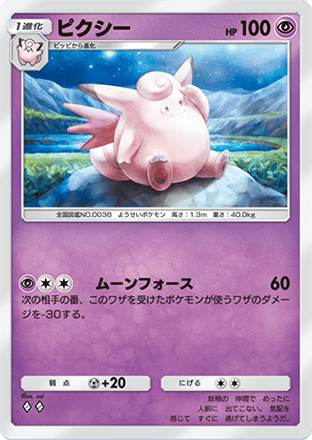 1進化 ピクシー HP 100
ピッピから進化
全国図鑑NO.0036 ようせいポケモン 高さ：1.3m 重さ：40.0kg
ムーンフォース 60
次の相手の番、このワザを受けたポケモンが使うワザのダメ
ージを-30する。
弱点 +20 にげる
Illus. sui
妖精の 仲間で めったに
人前に 出てこない。 気配を
感じて すぐに 逃げてしまうようだ。